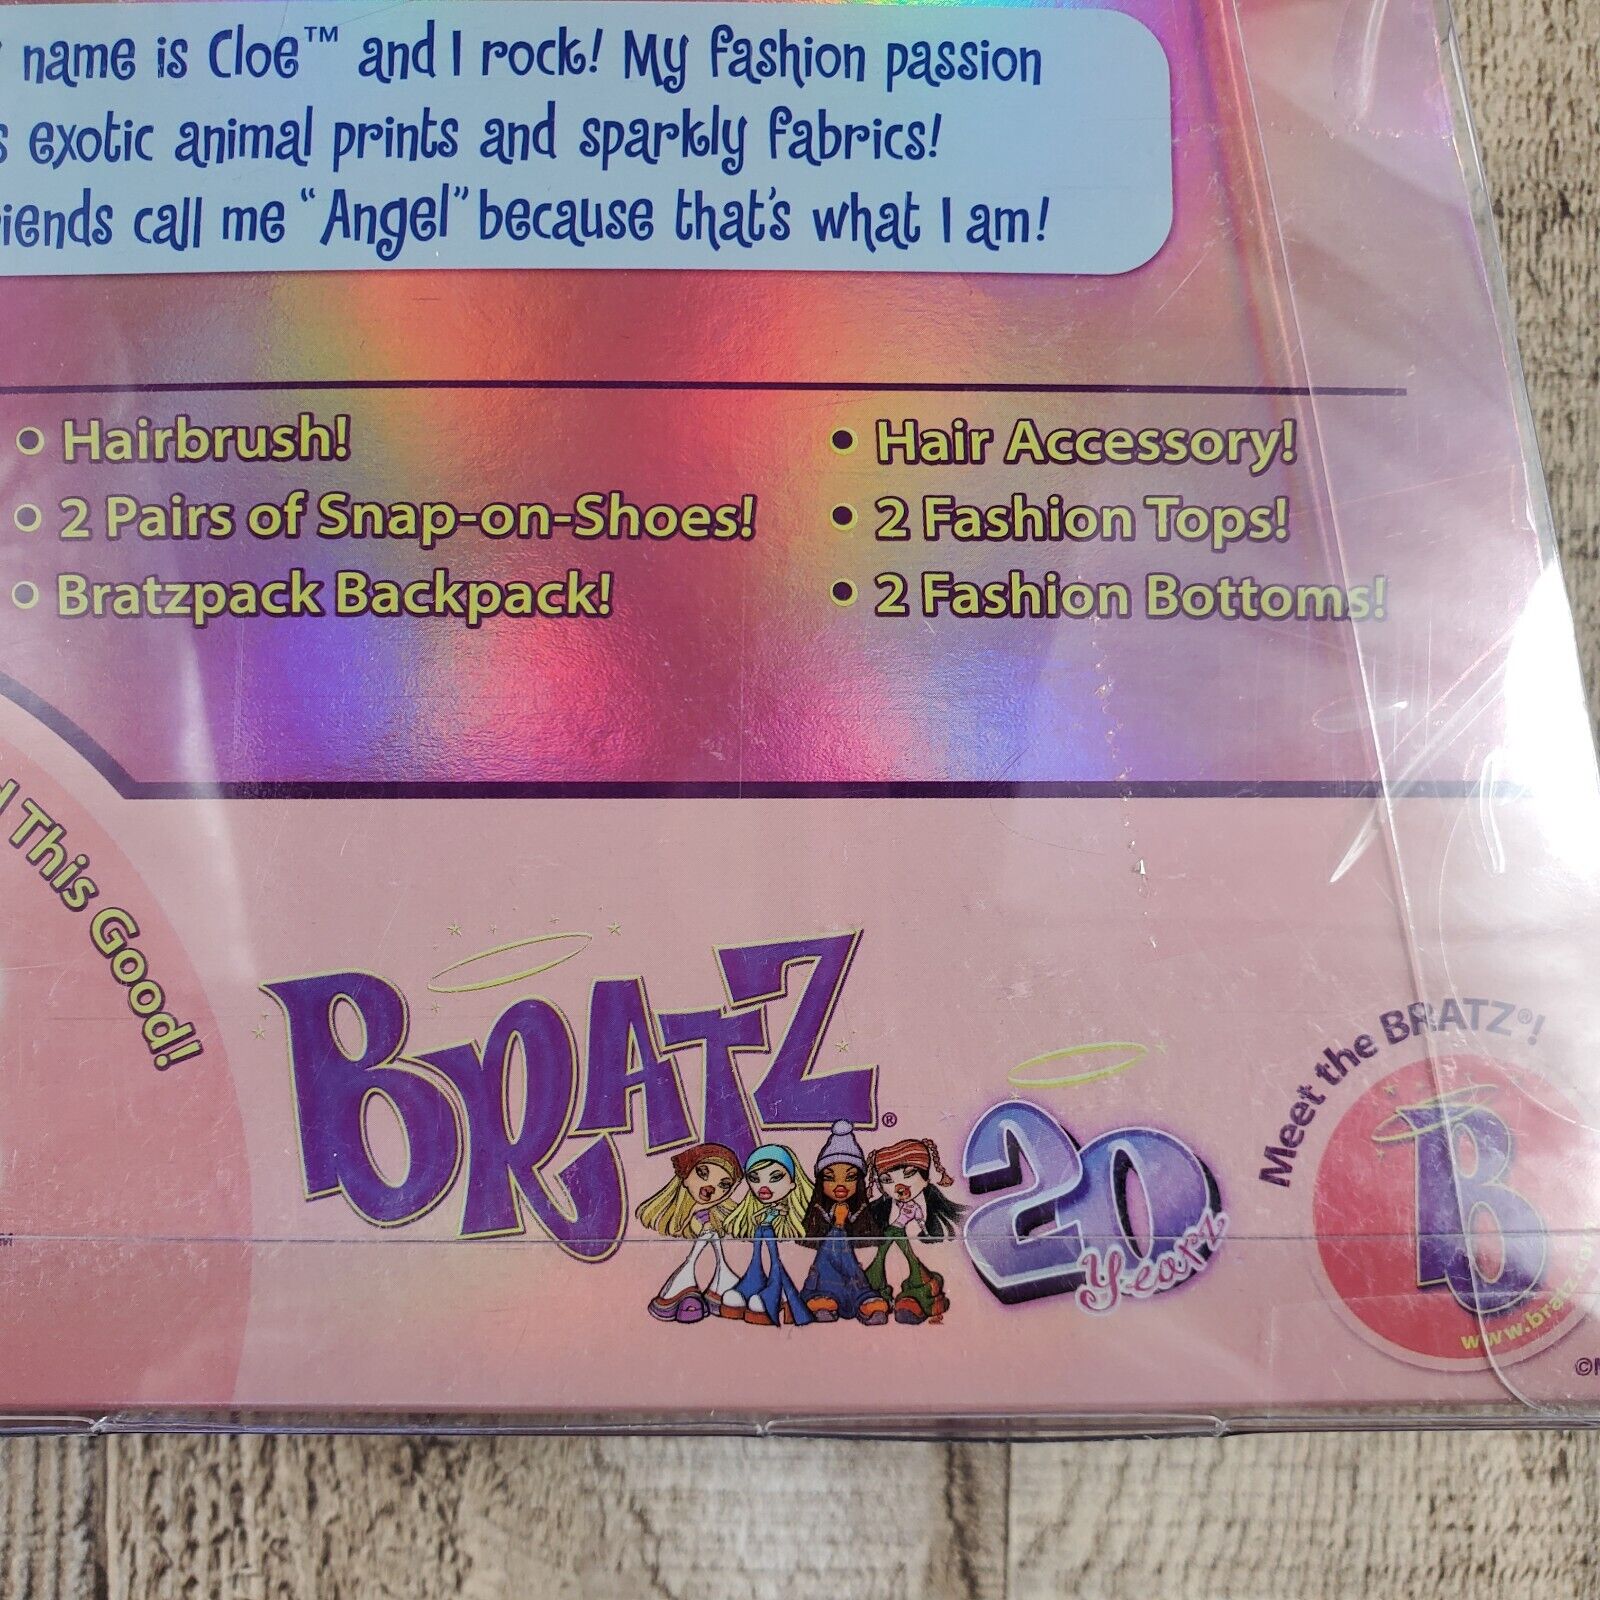 name is Cloe™ and I rock! My fashion passion
exotic animal prints and sparkly fabrics!
call me “Angel” because that's what I am!
• Hairbrush!
• 2 Pairs of Snap-on-Shoes!
• Bratzpack Backpack!
• Hair Accessory!
• 2 Fashion Tops!
• 2 Fashion Bottoms!
This Good!
BRATZ®
20
Yearz
Meet the BRATZ®!
B